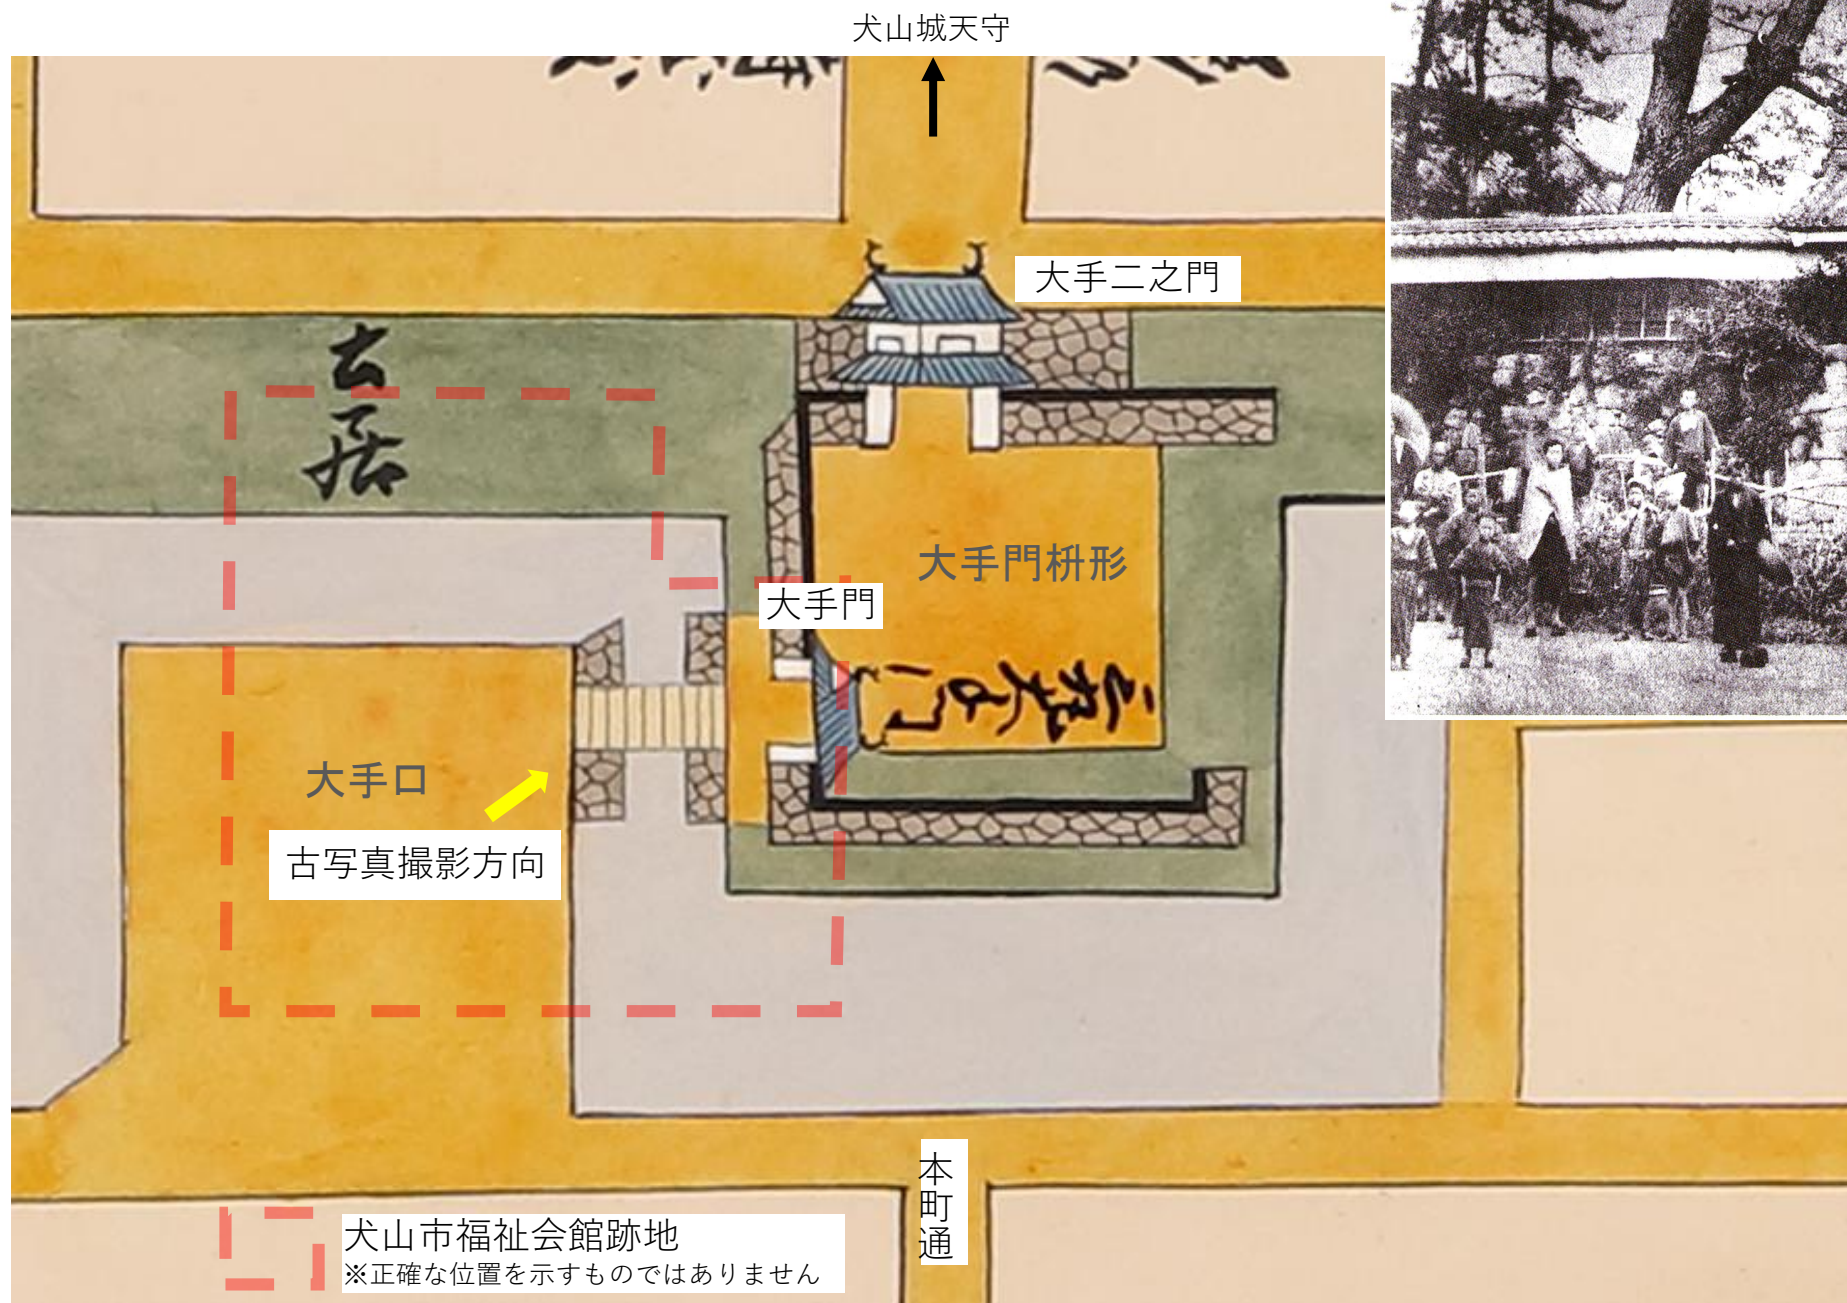 犬山城天守
大手二之門
土居
大手門枡形
大手門
大手口
古写真撮影方向
本町通
犬山市福祉会館跡地
※正確な位置を示すものではありません